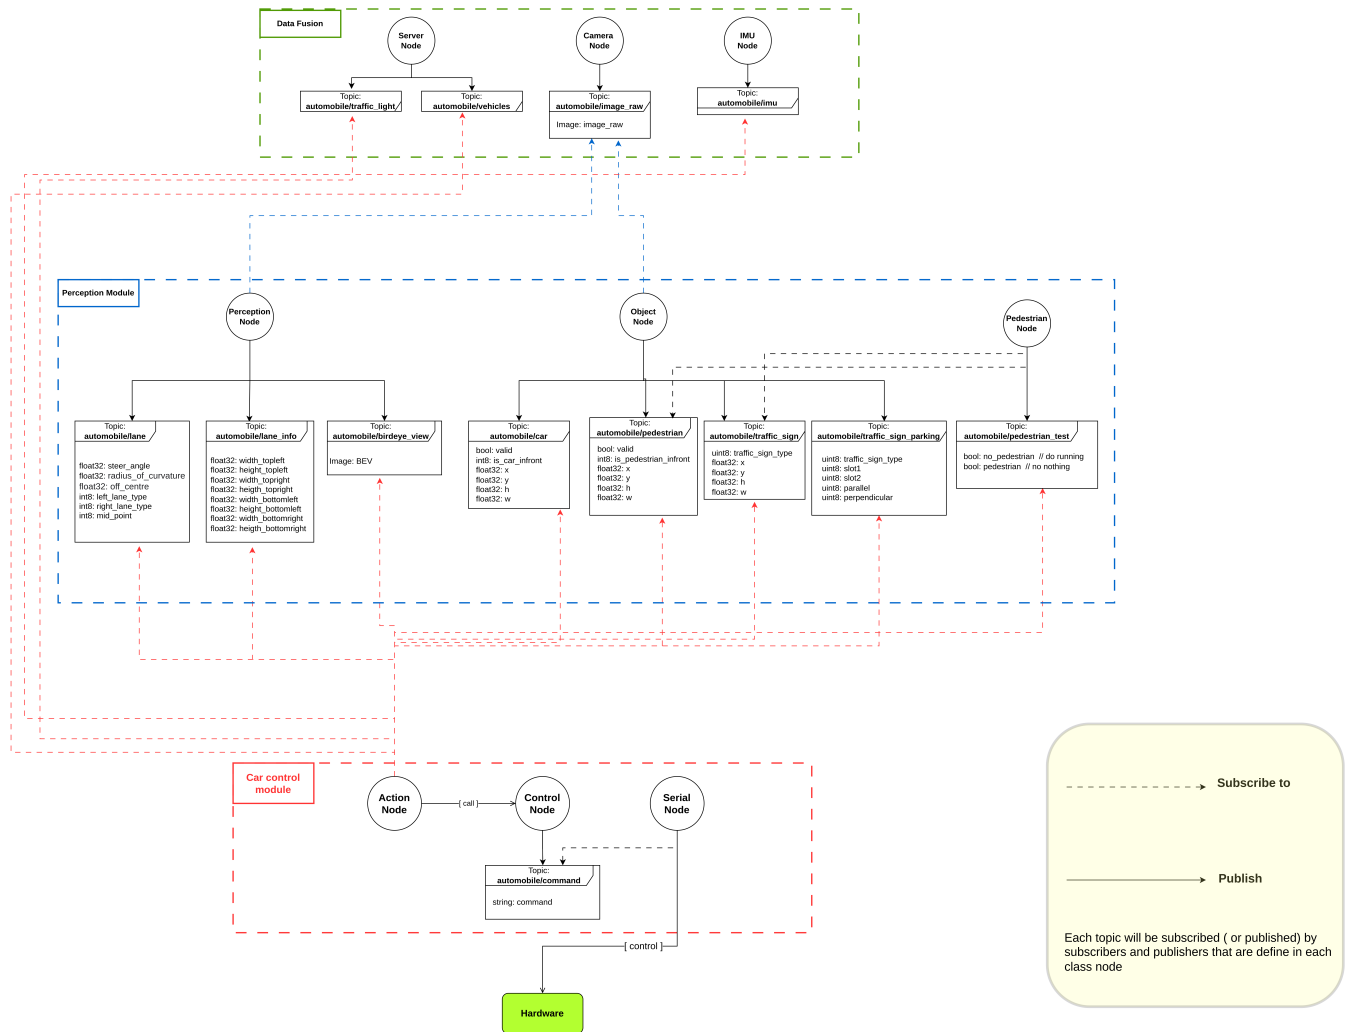 Data Fusion
Server
Node
Camera
Node
IMU
Node
Topic:
automobile/traffic_light
Topic:
automobile/vehicles
Topic:
automobile/image_raw
Image: image_raw
Topic:
automobile/imu
Perception Module
Perception
Node
Object
Node
Pedestrian
Node
Topic:
automobile/lane
float32: steer_angle
float32: radius_of_curvature
float32: off_centre
int8: left_lane_type
int8: right_lane_type
int8: mid_point
Topic:
automobile/lane_info
float32: width_topleft
float32: height_topleft
float32: width_topright
float32: heigth_topright
float32: width_bottomleft
float32: height_bottomleft
float32: width_bottomright
float32: heigth_bottomright
Topic:
automobile/birdeye_view
Image: BEV
Topic:
automobile/car
bool: valid
int8: is_car_infront
float32: x
float32: y
float32: h
float32: w
Topic:
automobile/pedestrian
bool: valid
int8: is_pedestrian_infront
float32: x
float32: y
float32: h
float32: w
Topic:
automobile/traffic_sign
uint8: traffic_sign_type
float32: x
float32: y
float32: h
float32: w
Topic:
automobile/traffic_sign_parking
uint8: traffic_sign_type
uint8: slot1
uint8: slot2
uint8: parallel
uint8: perpendicular
Topic:
automobile/pedestrian_test
bool: no_pedestrian // do running
bool: pedestrian // no nothing
Car control
module
Action
Node
{ call }
Control
Node
Serial
Node
Topic:
automobile/command
string: command
[ control ]
Hardware
Subscribe to
Publish
Each topic will be subscribed ( or published) by
subscribers and publishers that are define in each
class node